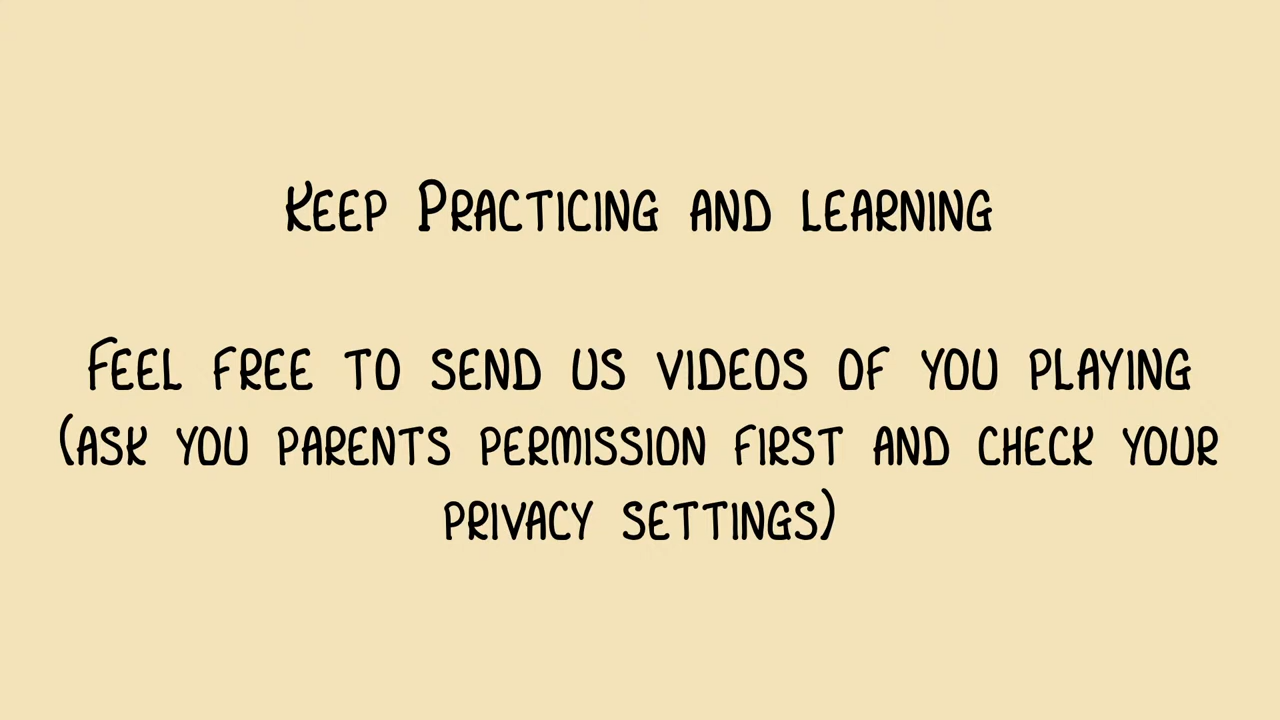 Keep Practicing and learning
Feel free to send us videos of you playing
(ask you parents permission first and check your
privacy settings)